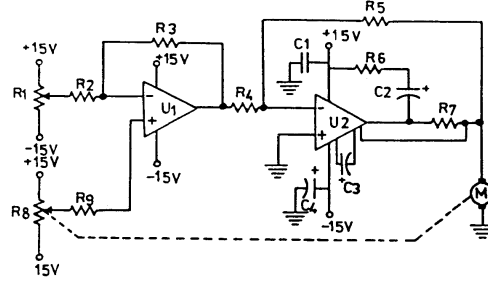 R5
+15V
R3
C1
+15V
R6
+15V
R1
R2
-
U1
+
R4
-
U2
+
C2
+
R7
-15V
+15V
-15V
R9
R8
+
C3
+
C4
-15V
M
15V